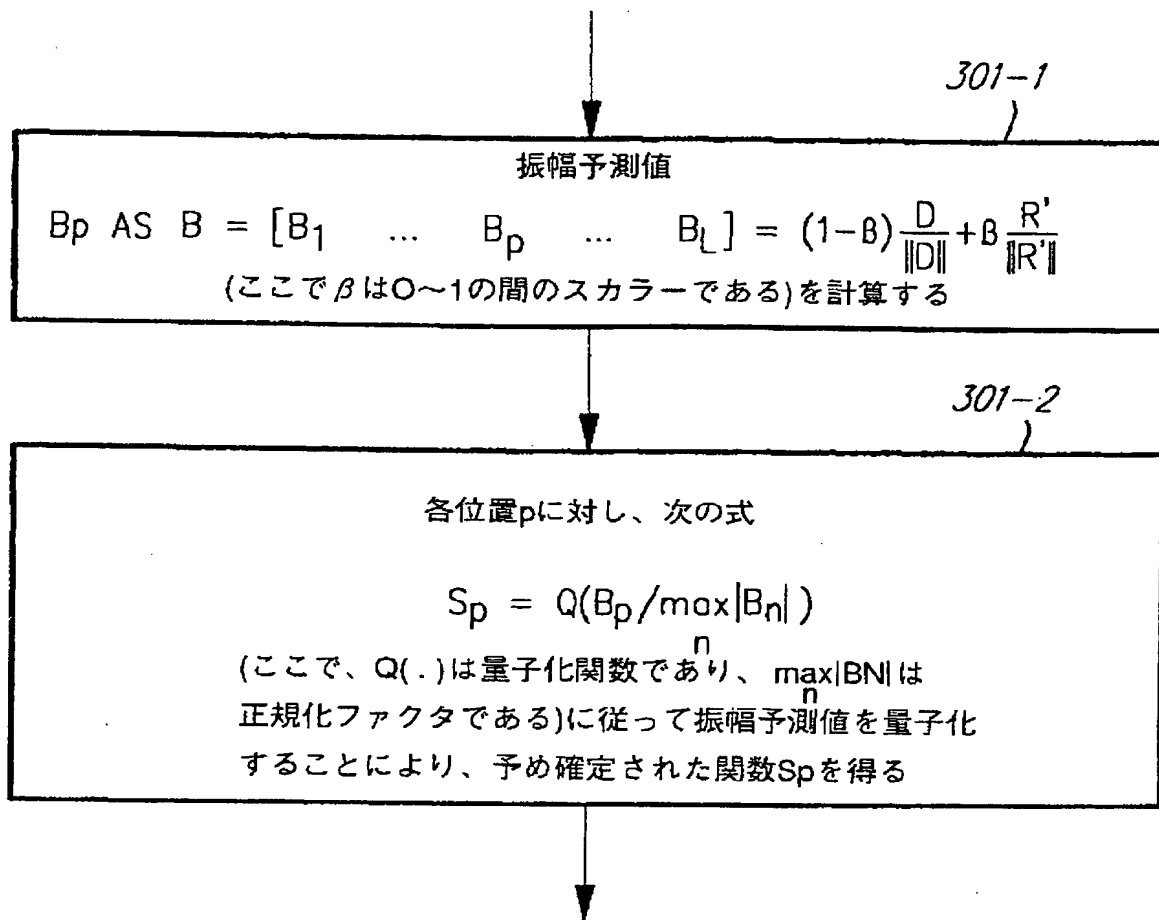 301-1
振幅予測値
Bp AS B = [B₁ ... Bₚ ... B_L] = (1-β) D/‖D‖ + β R'/‖R'‖
(ここでβは0〜1の間のスカラーである)を計算する
301-2
各位置pに対し、次の式
Sₚ = Q(Bₚ/max|Bₙ|)
n
(ここで、Q(.)は量子化関数であり、max|BN|は
n
正規化ファクタである)に従って振幅予測値を量子化
することにより、予め確定された関数Spを得る